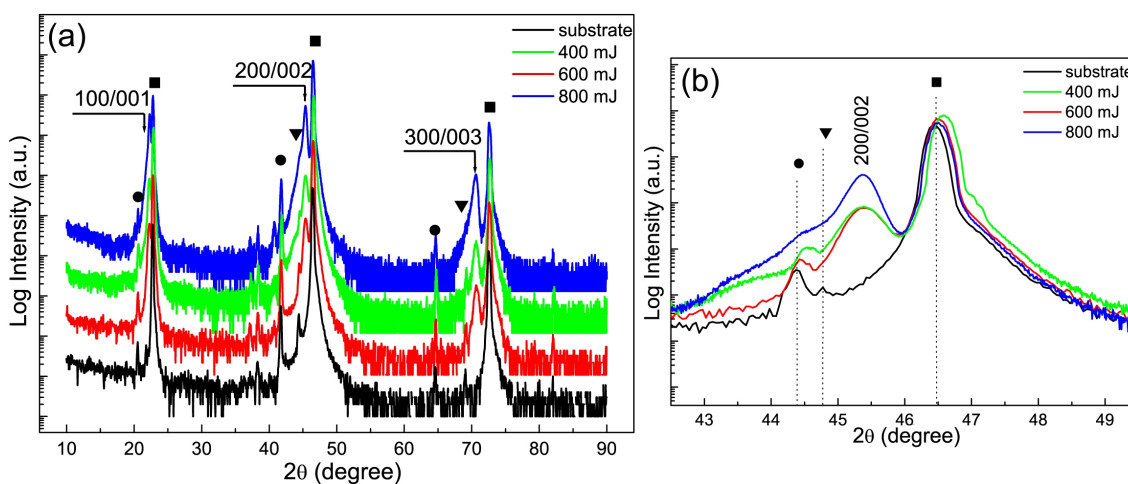 (a)
substrate
400 mJ
600 mJ
800 mJ
100/001
200/002
300/003
Log Intensity (a.u.)
10 20 30 40 50 60 70 80 90
2θ (degree)
(b)
substrate
400 mJ
600 mJ
800 mJ
200/002
Log Intensity (a.u.)
43 44 45 46 47 48 49
2θ (degree)